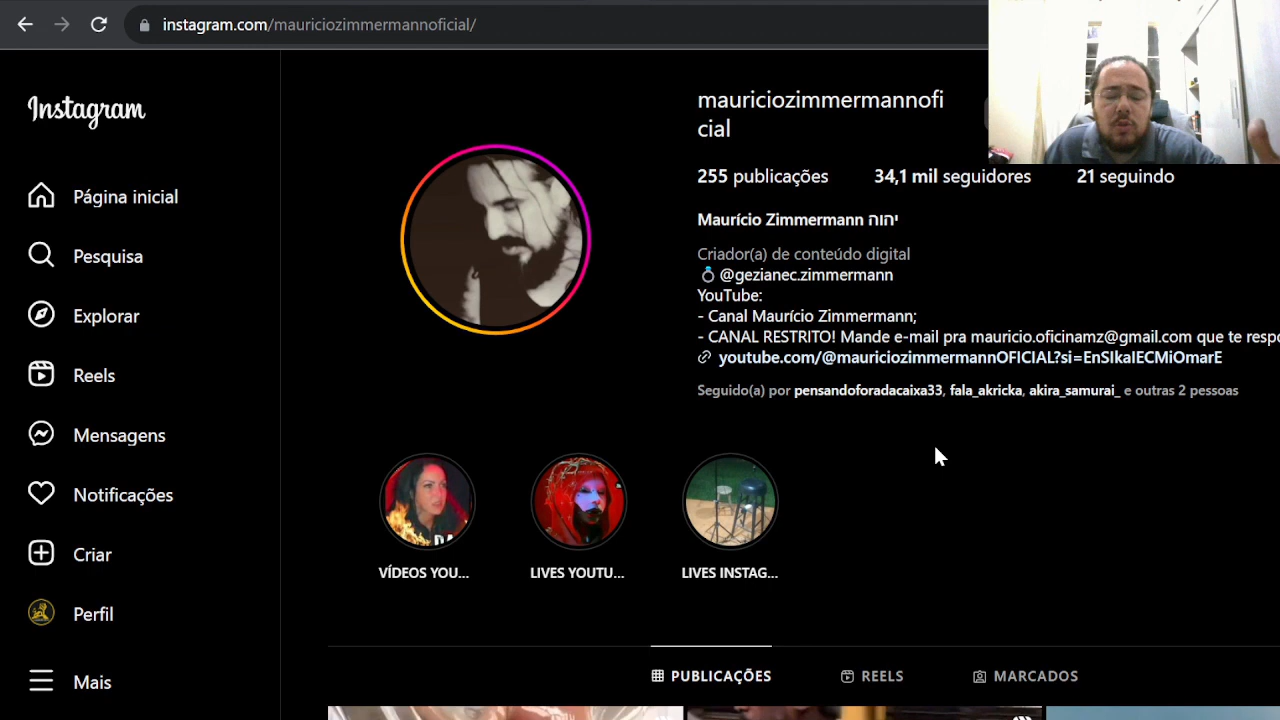 instagram.com/mauriciozimmermannoficial/
Instagram
Página inicial
Pesquisa
Explorar
Reels
Mensagens
Notificações
Criar
Perfil
Mais
mauriciozimmermannofi
cial
255 publicações 34,1 mil seguidores 21 seguindo
Maurício Zimmermann יהוה
Criador(a) de conteúdo digital
@gezianec.zimmermann
YouTube:
- Canal Maurício Zimmermann;
- CANAL RESTRITO! Mande e-mail pra mauricio.oficinamz@gmail.com que te respo
youtube.com/@mauriciozimmermannOFICIAL?si=EnSIkaIECMiOmarE
Seguido(a) por pensandoforadacaixa33, fala_akricka, akira_samurai_ e outras 2 pessoas
VÍDEOS YOU... LIVES YOUTU... LIVES INSTAG...
PUBLICAÇÕES REELS MARCADOS